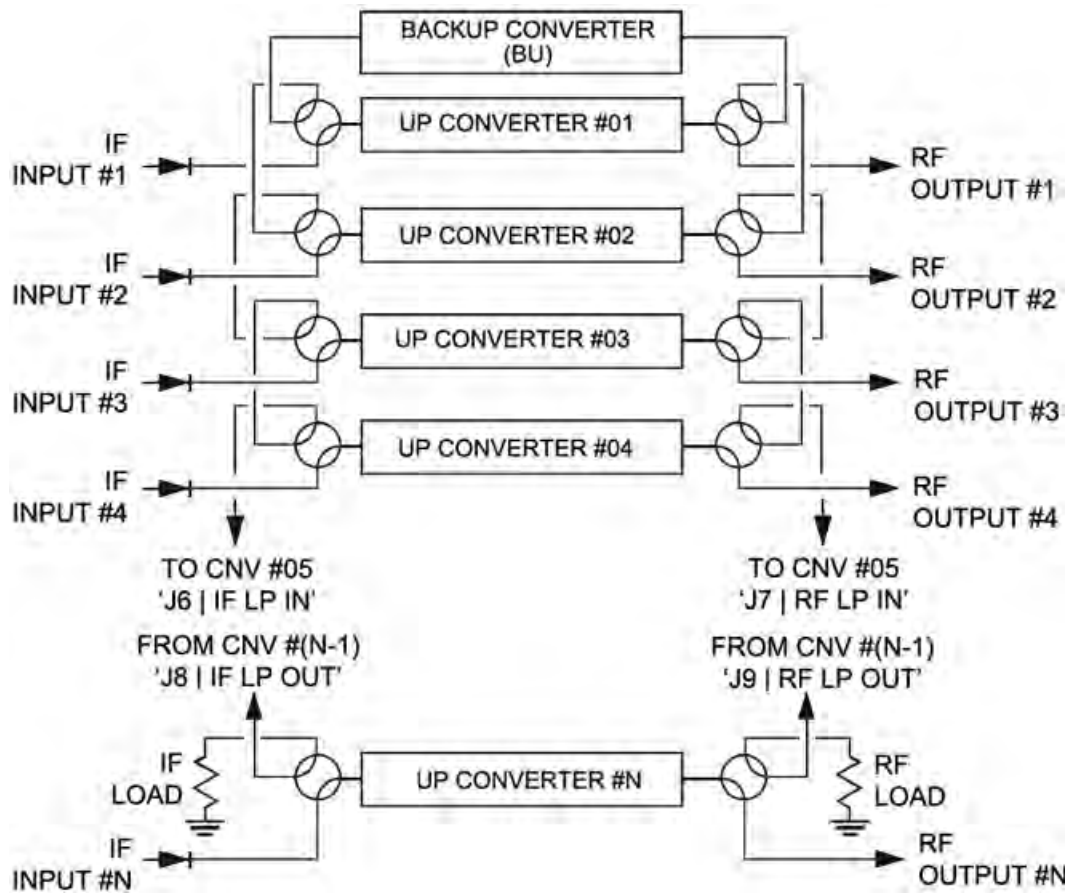 BACKUP CONVERTER
(BU)
UP CONVERTER #01
IF
INPUT #1
RF
OUTPUT #1
UP CONVERTER #02
IF
INPUT #2
RF
OUTPUT #2
UP CONVERTER #03
IF
INPUT #3
RF
OUTPUT #3
UP CONVERTER #04
IF
INPUT #4
RF
OUTPUT #4
TO CNV #05
'J6 | IF LP IN'
TO CNV #05
'J7 | RF LP IN'
FROM CNV #(N-1)
'J8 | IF LP OUT'
FROM CNV #(N-1)
'J9 | RF LP OUT'
IF
LOAD
UP CONVERTER #N
RF
LOAD
IF
INPUT #N
RF
OUTPUT #N